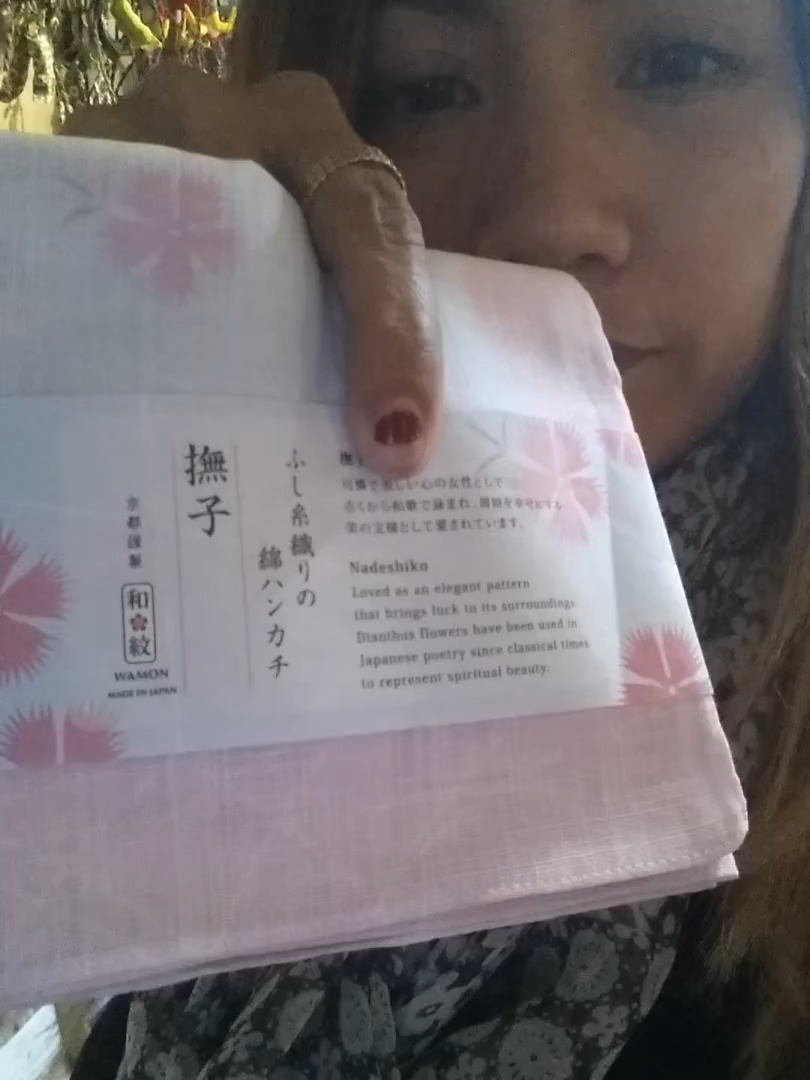 ふし糸織りの
綿ハンカチ
撫子
京都謹製
和紋
WAMON
MADE IN JAPAN
可憐で美しい心の女性として
古くから和歌で詠まれ、周囲を幸せにする
美の文様として愛されています。
Nadeshiko
Loved as an elegant pattern
that brings luck to its surroundings.
Dianthus flowers have been used in
Japanese poetry since classical times
to represent spiritual beauty.